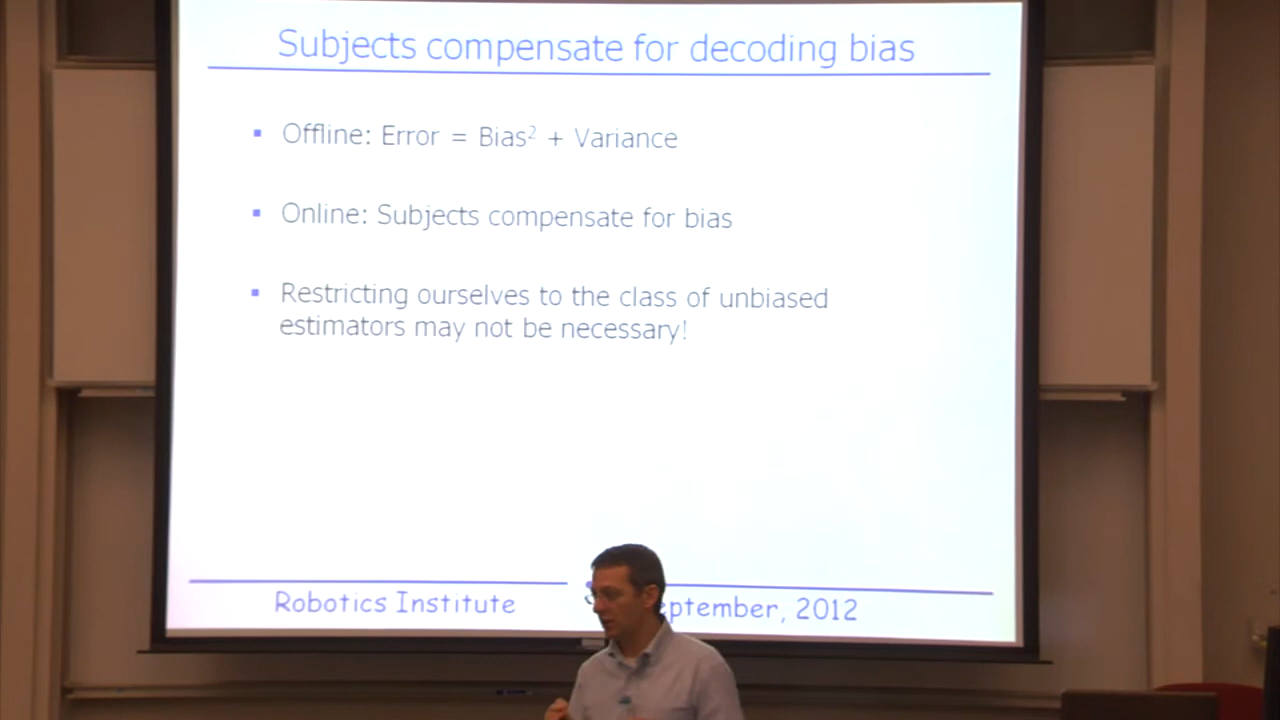 Subjects compensate for decoding bias
▪ Offline: Error = Bias² + Variance
▪ Online: Subjects compensate for bias
▪ Restricting ourselves to the class of unbiased
estimators may not be necessary!
Robotics Institute
eptember, 2012